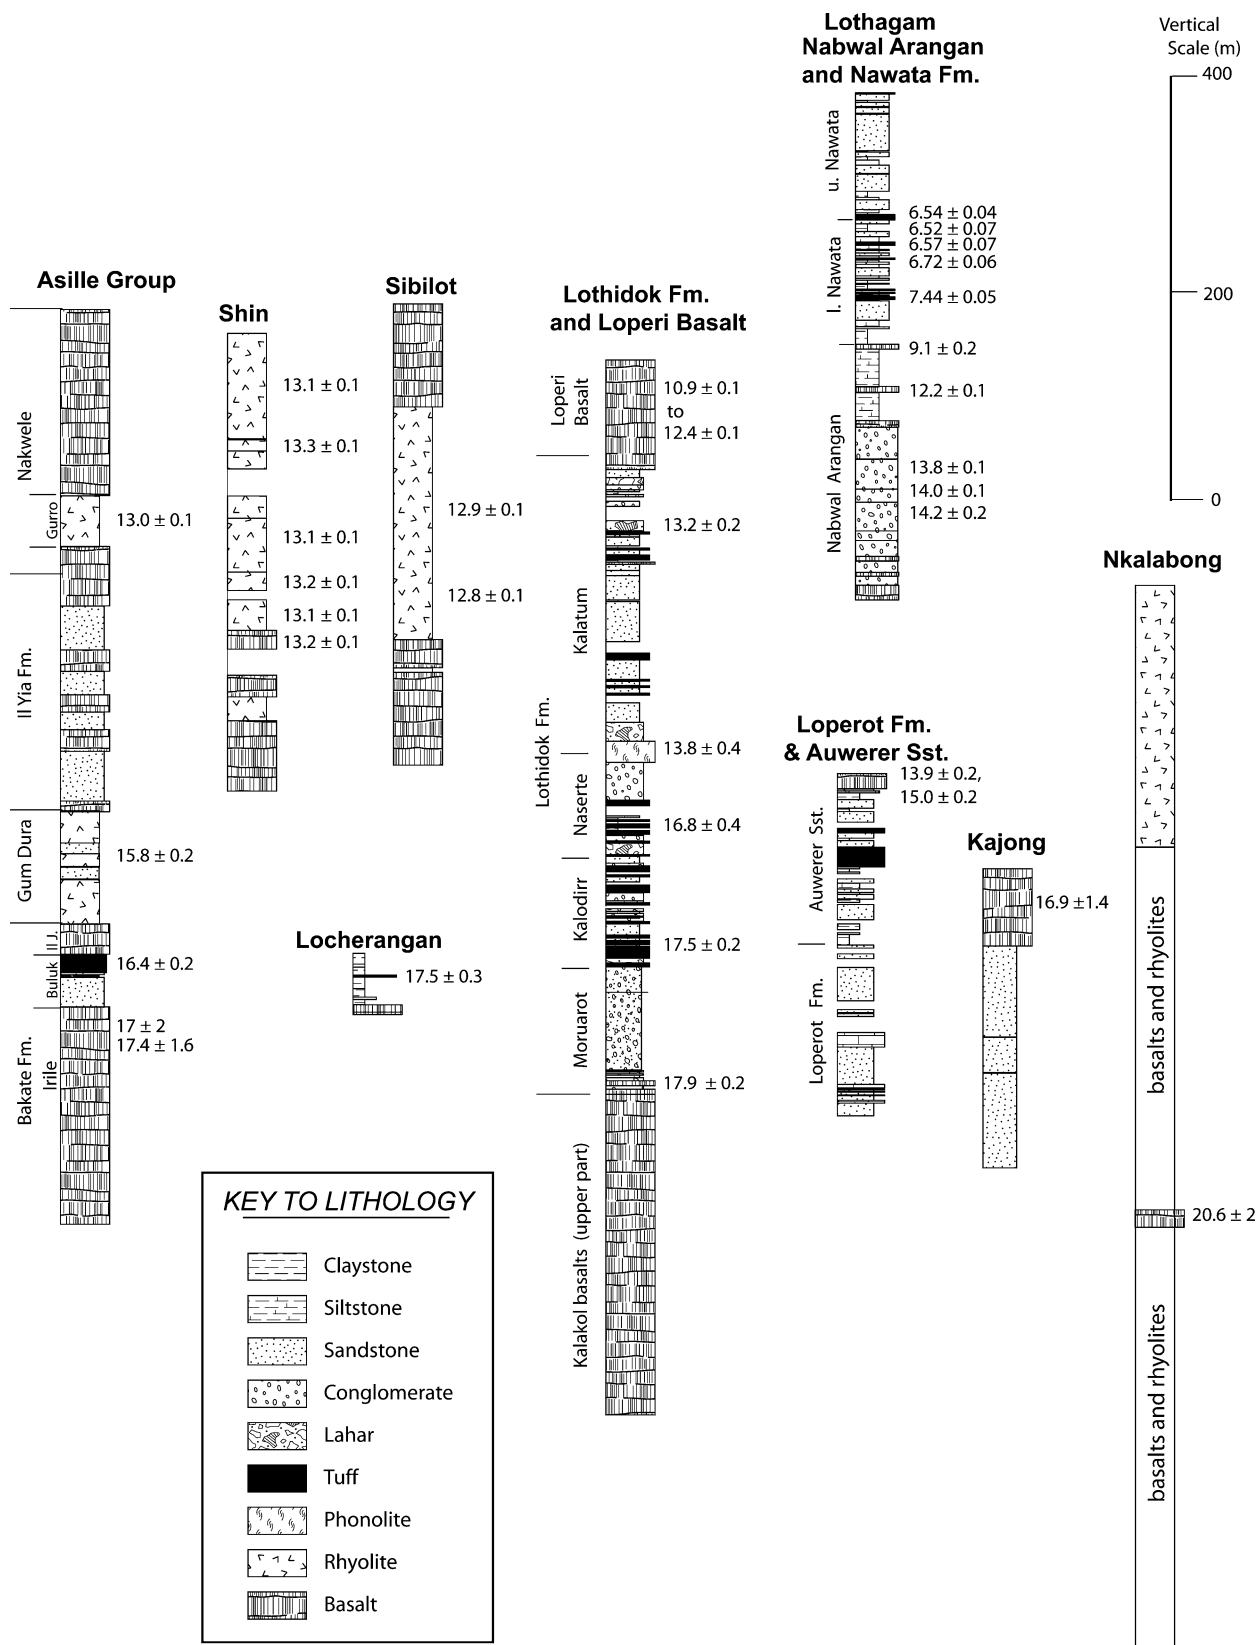 Lothagam
Nabwal Arangan
and Nawata Fm.
Vertical
Scale (m)
400
200
0
u. Nawata
l. Nawata
Nabwal Arangan
6.54 ± 0.04
6.52 ± 0.07
6.57 ± 0.07
6.72 ± 0.06
7.44 ± 0.05
9.1 ± 0.2
12.2 ± 0.1
13.8 ± 0.1
14.0 ± 0.1
14.2 ± 0.2
Asille Group
Nakwele
Gurro
Il Yia Fm.
Gum Dura
Il J.
Buluk
Bakate Fm.
Irile
13.0 ± 0.1
15.8 ± 0.2
16.4 ± 0.2
17 ± 2
17.4 ± 1.6
Shin
13.1 ± 0.1
13.3 ± 0.1
13.1 ± 0.1
13.2 ± 0.1
13.1 ± 0.1
13.2 ± 0.1
Sibilot
12.9 ± 0.1
12.8 ± 0.1
Locherangan
17.5 ± 0.3
Lothidok Fm.
and Loperi Basalt
Loperi
Basalt
Lothidok Fm.
Kalatum
Naserte
Kalodirr
Moruarot
Kalakol basalts (upper part)
10.9 ± 0.1
to
12.4 ± 0.1
13.2 ± 0.2
13.8 ± 0.4
16.8 ± 0.4
17.5 ± 0.2
17.9 ± 0.2
Loperot Fm.
& Auwerer Sst.
Auwerer Sst.
Loperot Fm.
13.9 ± 0.2,
15.0 ± 0.2
Kajong
16.9 ±1.4
Nkalabong
basalts and rhyolites
20.6 ± 2
basalts and rhyolites
KEY TO LITHOLOGY
Claystone
Siltstone
Sandstone
Conglomerate
Lahar
Tuff
Phonolite
Rhyolite
Basalt